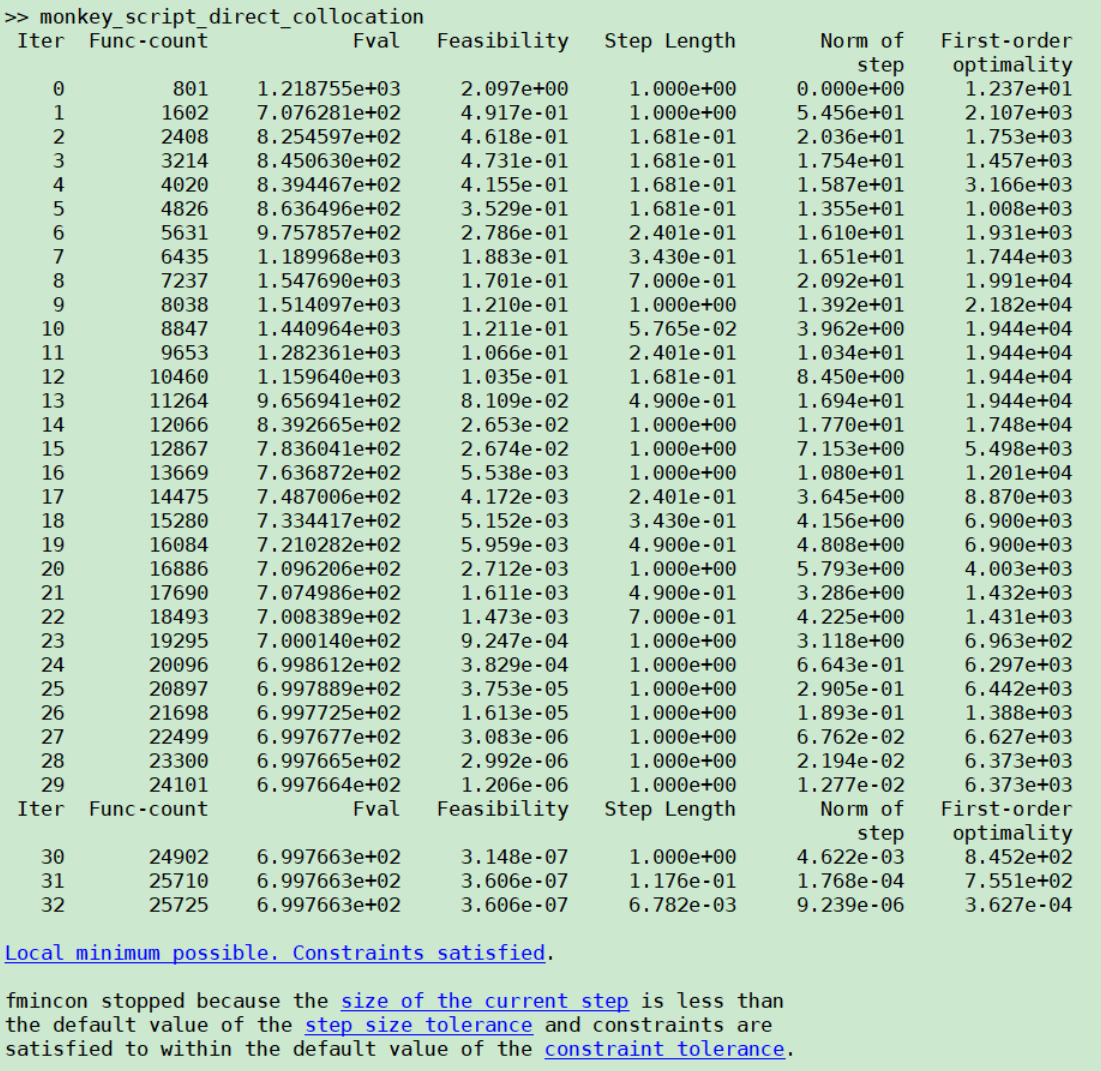 >> monkey_script_direct_collocation
Iter Func-count Fval Feasibility Step Length Norm of First-order
step optimality
0 801 1.218755e+03 2.097e+00 1.000e+00 0.000e+00 1.237e+01
1 1602 7.076281e+02 4.917e-01 1.000e+00 5.456e+01 2.107e+03
2 2408 8.254597e+02 4.618e-01 1.681e-01 2.036e+01 1.753e+03
3 3214 8.450630e+02 4.731e-01 1.681e-01 1.754e+01 1.457e+03
4 4020 8.394467e+02 4.155e-01 1.681e-01 1.587e+01 3.166e+03
5 4826 8.636496e+02 3.529e-01 1.681e-01 1.355e+01 1.008e+03
6 5631 9.757857e+02 2.786e-01 2.401e-01 1.610e+01 1.931e+03
7 6435 1.189968e+03 1.883e-01 3.430e-01 1.651e+01 1.744e+03
8 7237 1.547690e+03 1.701e-01 7.000e-01 2.092e+01 1.991e+04
9 8038 1.514097e+03 1.210e-01 1.000e+00 1.392e+01 2.182e+04
10 8847 1.440964e+03 1.211e-01 5.765e-02 3.962e+00 1.944e+04
11 9653 1.282361e+03 1.066e-01 2.401e-01 1.034e+01 1.944e+04
12 10460 1.159640e+03 1.035e-01 1.681e-01 8.450e+00 1.944e+04
13 11264 9.656941e+02 8.109e-02 4.900e-01 1.694e+01 1.944e+04
14 12066 8.392665e+02 2.653e-02 1.000e+00 1.770e+01 1.748e+04
15 12867 7.836041e+02 2.674e-02 1.000e+00 7.153e+00 5.498e+03
16 13669 7.636872e+02 5.538e-03 1.000e+00 1.080e+01 1.201e+04
17 14475 7.487006e+02 4.172e-03 2.401e-01 3.645e+00 8.870e+03
18 15280 7.334417e+02 5.152e-03 3.430e-01 4.156e+00 6.900e+03
19 16084 7.210282e+02 5.959e-03 4.900e-01 4.808e+00 6.900e+03
20 16886 7.096206e+02 2.712e-03 1.000e+00 5.793e+00 4.003e+03
21 17690 7.074986e+02 1.611e-03 4.900e-01 3.286e+00 1.432e+03
22 18493 7.008389e+02 1.473e-03 7.000e-01 4.225e+00 1.431e+03
23 19295 7.000140e+02 9.247e-04 1.000e+00 3.118e+00 6.963e+02
24 20096 6.998612e+02 3.829e-04 1.000e+00 6.643e-01 6.297e+03
25 20897 6.997889e+02 3.753e-05 1.000e+00 2.905e-01 6.442e+03
26 21698 6.997725e+02 1.613e-05 1.000e+00 1.893e-01 1.388e+03
27 22499 6.997677e+02 3.083e-06 1.000e+00 6.762e-02 6.627e+03
28 23300 6.997665e+02 2.992e-06 1.000e+00 2.194e-02 6.373e+03
29 24101 6.997664e+02 1.206e-06 1.000e+00 1.277e-02 6.373e+03
Iter Func-count Fval Feasibility Step Length Norm of First-order
step optimality
30 24902 6.997663e+02 3.148e-07 1.000e+00 4.622e-03 8.452e+02
31 25710 6.997663e+02 3.606e-07 1.176e-01 1.768e-04 7.551e+02
32 25725 6.997663e+02 3.606e-07 6.782e-03 9.239e-06 3.627e-04
Local minimum possible. Constraints satisfied.
fmincon stopped because the size of the current step is less than
the default value of the step size tolerance and constraints are
satisfied to within the default value of the constraint tolerance.